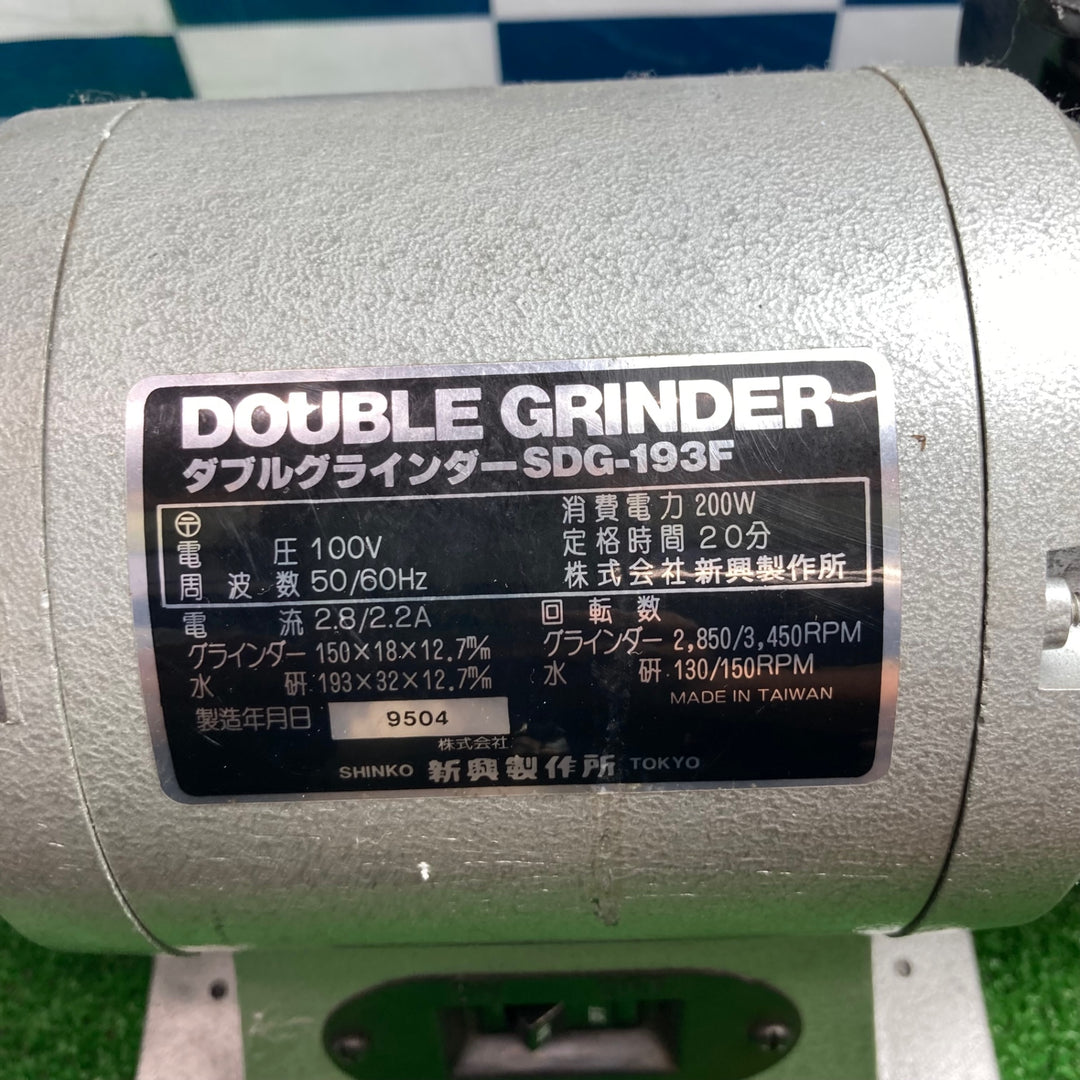 DOUBLE GRINDER
ダブルグラインダー SDG-193F
〒
電圧 100V
周波数 50/60Hz
消費電力 200W
定格時間 20分
株式会社 新興製作所
電流 2.8/2.2A
グラインダー 150×18×12.7m/m
水研 193×32×12.7m/m
回転数
グラインダー 2,850/3,450RPM
水研 130/150RPM
MADE IN TAIWAN
製造年月日 9504
株式会社
SHINKO 新興製作所 TOKYO